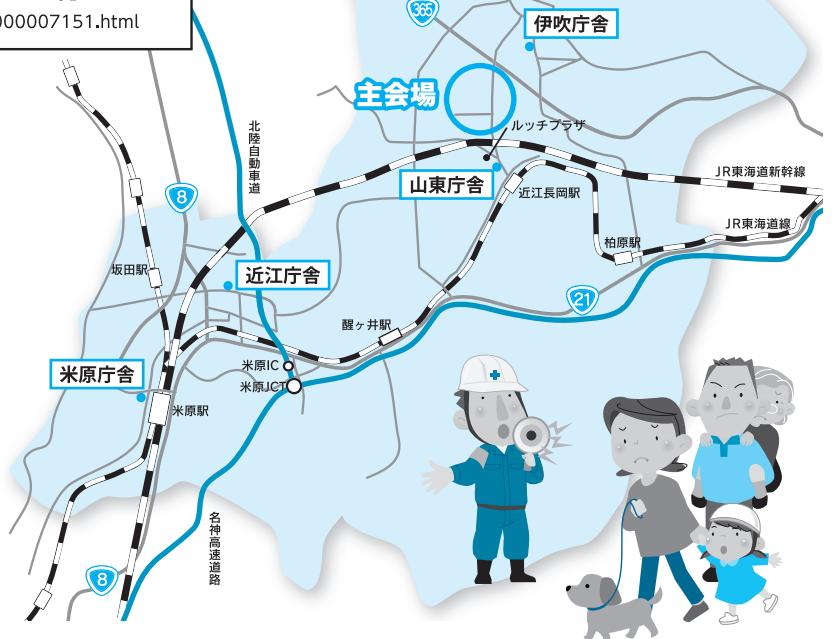 000007151.html
365
伊吹庁舎
主会場
ルッチプラザ
北陸自動車道
JR東海道新幹線
山東庁舎
近江長岡駅
8
JR東海道線
柏原駅
坂田駅
近江庁舎
21
醒ヶ井駅
米原IC
米原庁舎
米原JCT
米原駅
名神高速道路
8